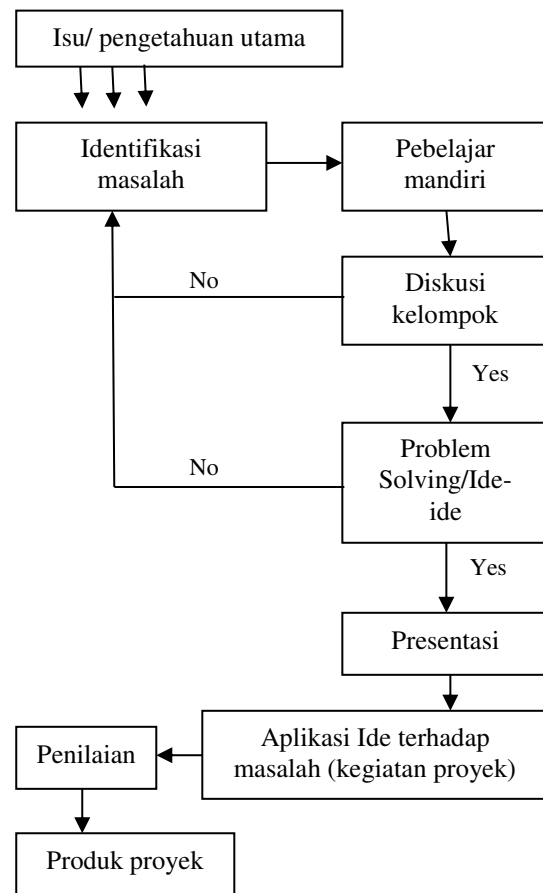 Isu/ pengetahuan utama
Identifikasi
masalah
Pebelajar
mandiri
No
Diskusi
kelompok
Yes
No
Problem
Solving/Ide-
ide
Yes
Presentasi
Aplikasi Ide terhadap
masalah (kegiatan proyek)
Penilaian
Produk proyek